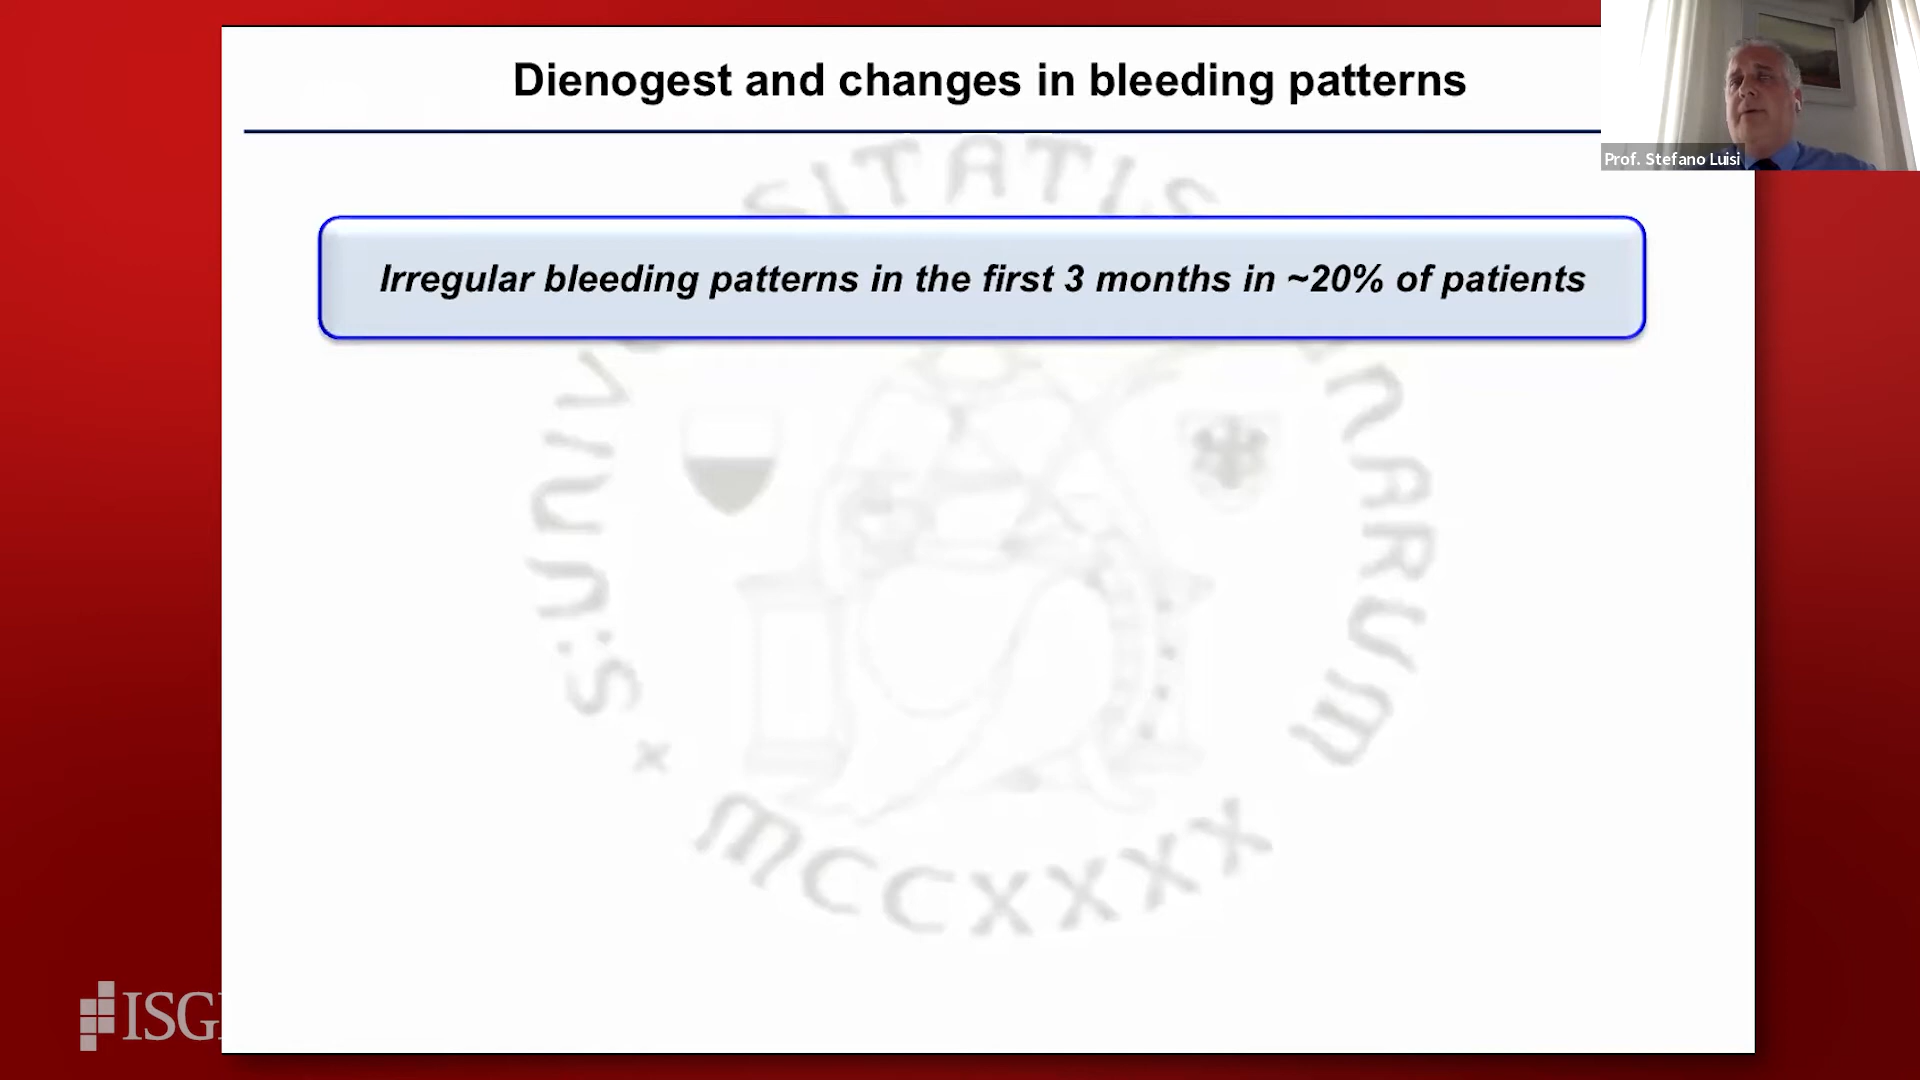 Dienogest and changes in bleeding patterns
Prof. Stefano Luisi
Irregular bleeding patterns in the first 3 months in ~20% of patients
MCCXXXX
ISG